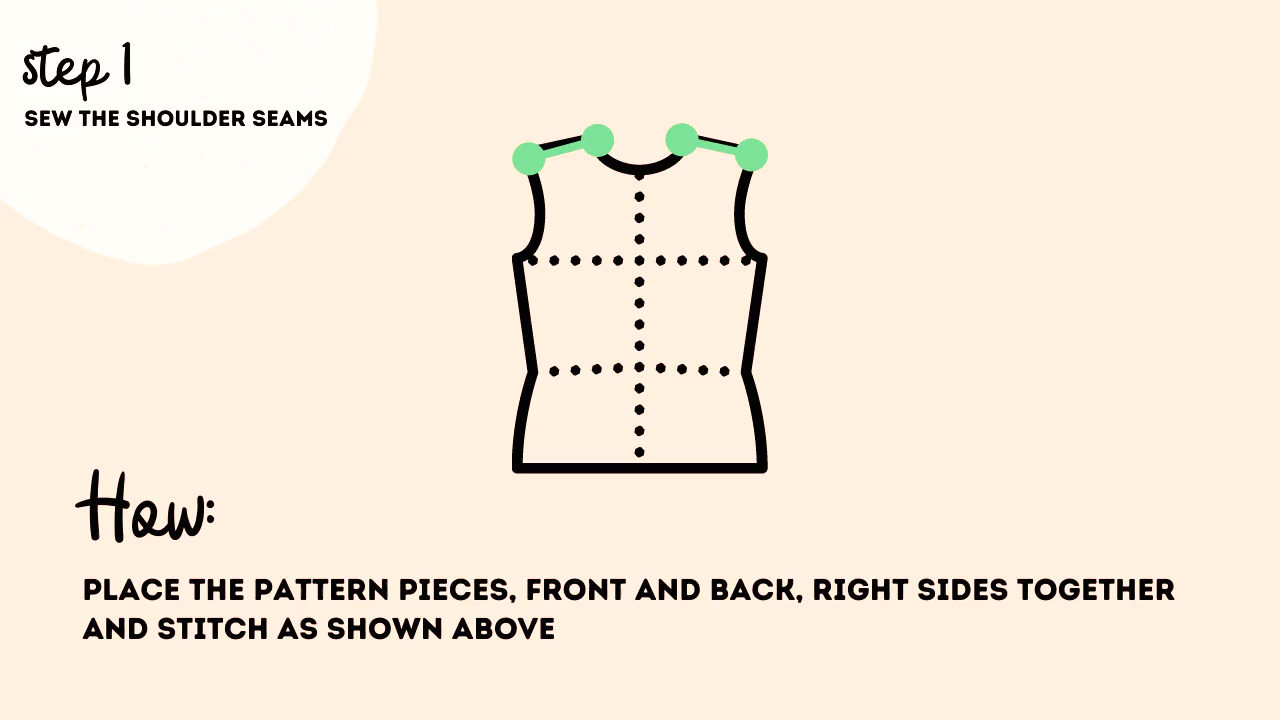 step 1
SEW THE SHOULDER SEAMS
How:
PLACE THE PATTERN PIECES, FRONT AND BACK, RIGHT SIDES TOGETHER
AND STITCH AS SHOWN ABOVE